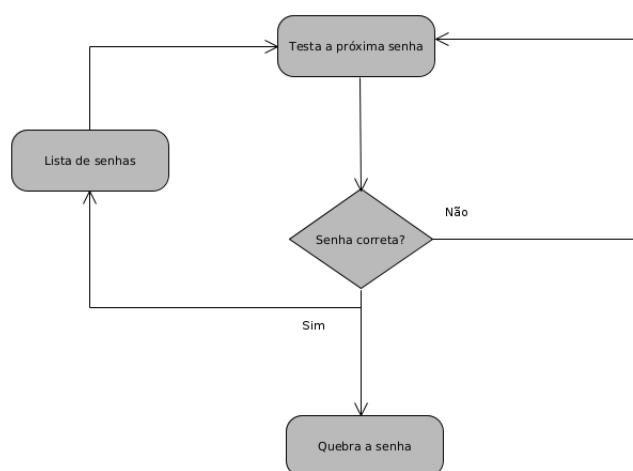 Testa a próxima senha
Lista de senhas
Não
Senha correta?
Sim
Quebra a senha